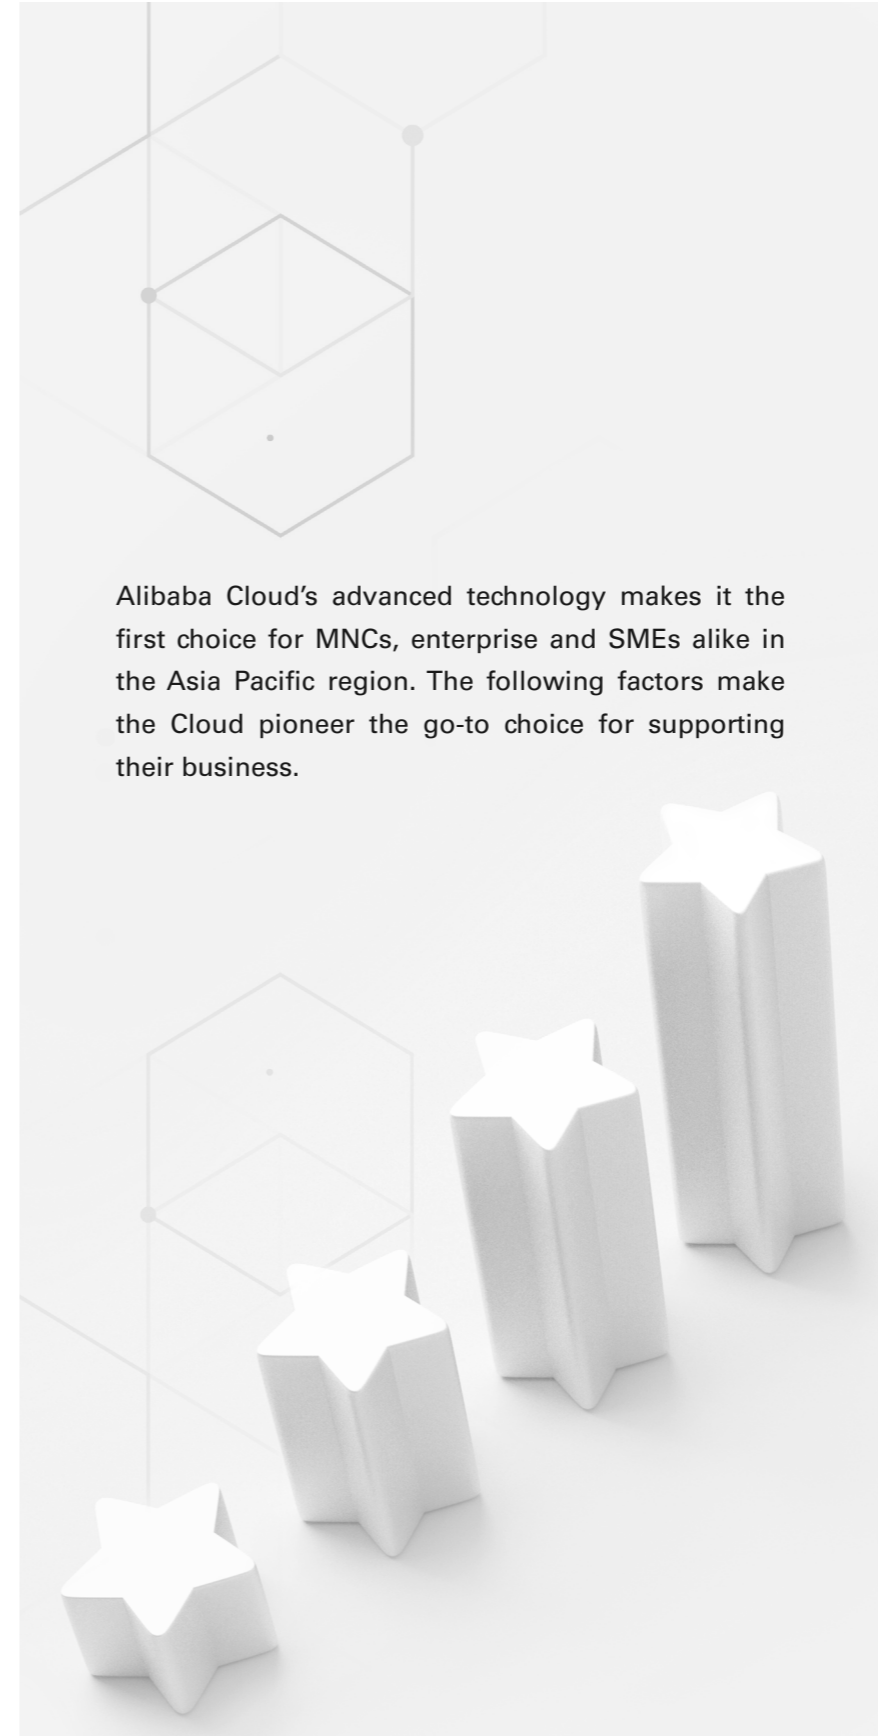 Alibaba Cloud’s advanced technology makes it the
first choice for MNCs, enterprise and SMEs alike in
the Asia Pacific region. The following factors make
the Cloud pioneer the go-to choice for supporting
their business.